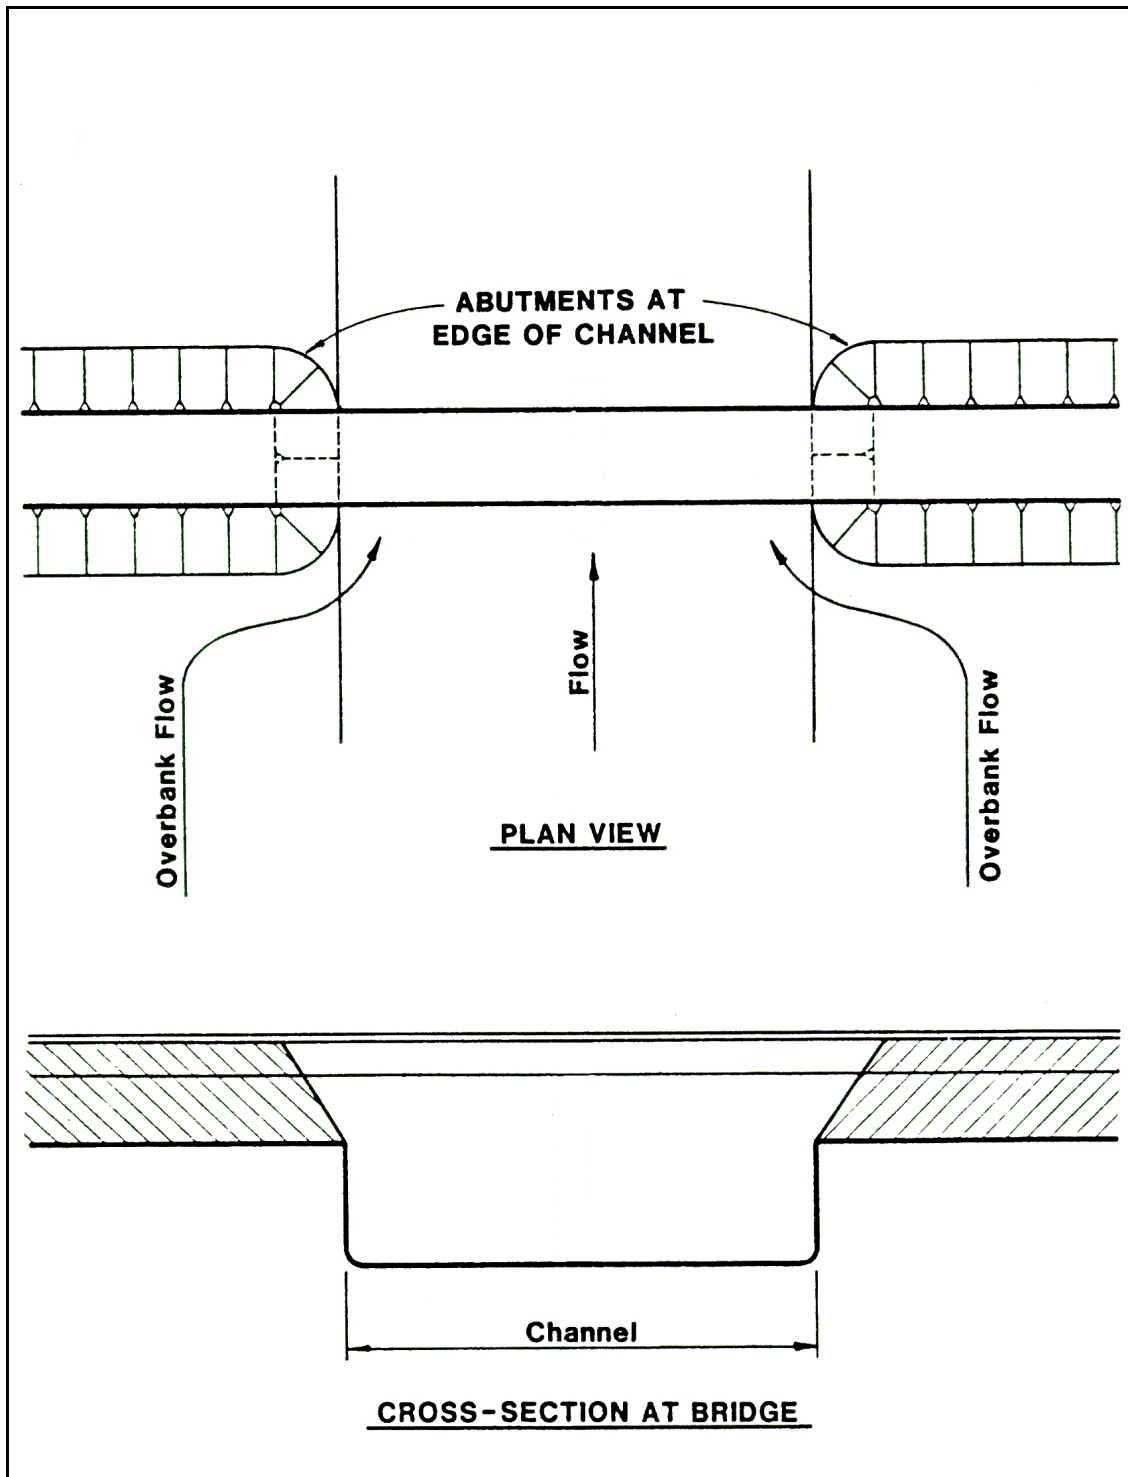 ABUTMENTS AT
EDGE OF CHANNEL
Flow
Overbank Flow
Overbank Flow
PLAN VIEW
Channel
CROSS-SECTION AT BRIDGE